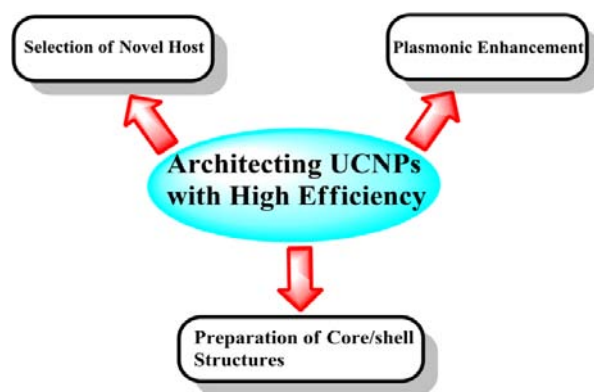 Selection of Novel Host
Plasmonic Enhancement
Architecting UCNPs
with High Efficiency
Preparation of Core/shell
Structures